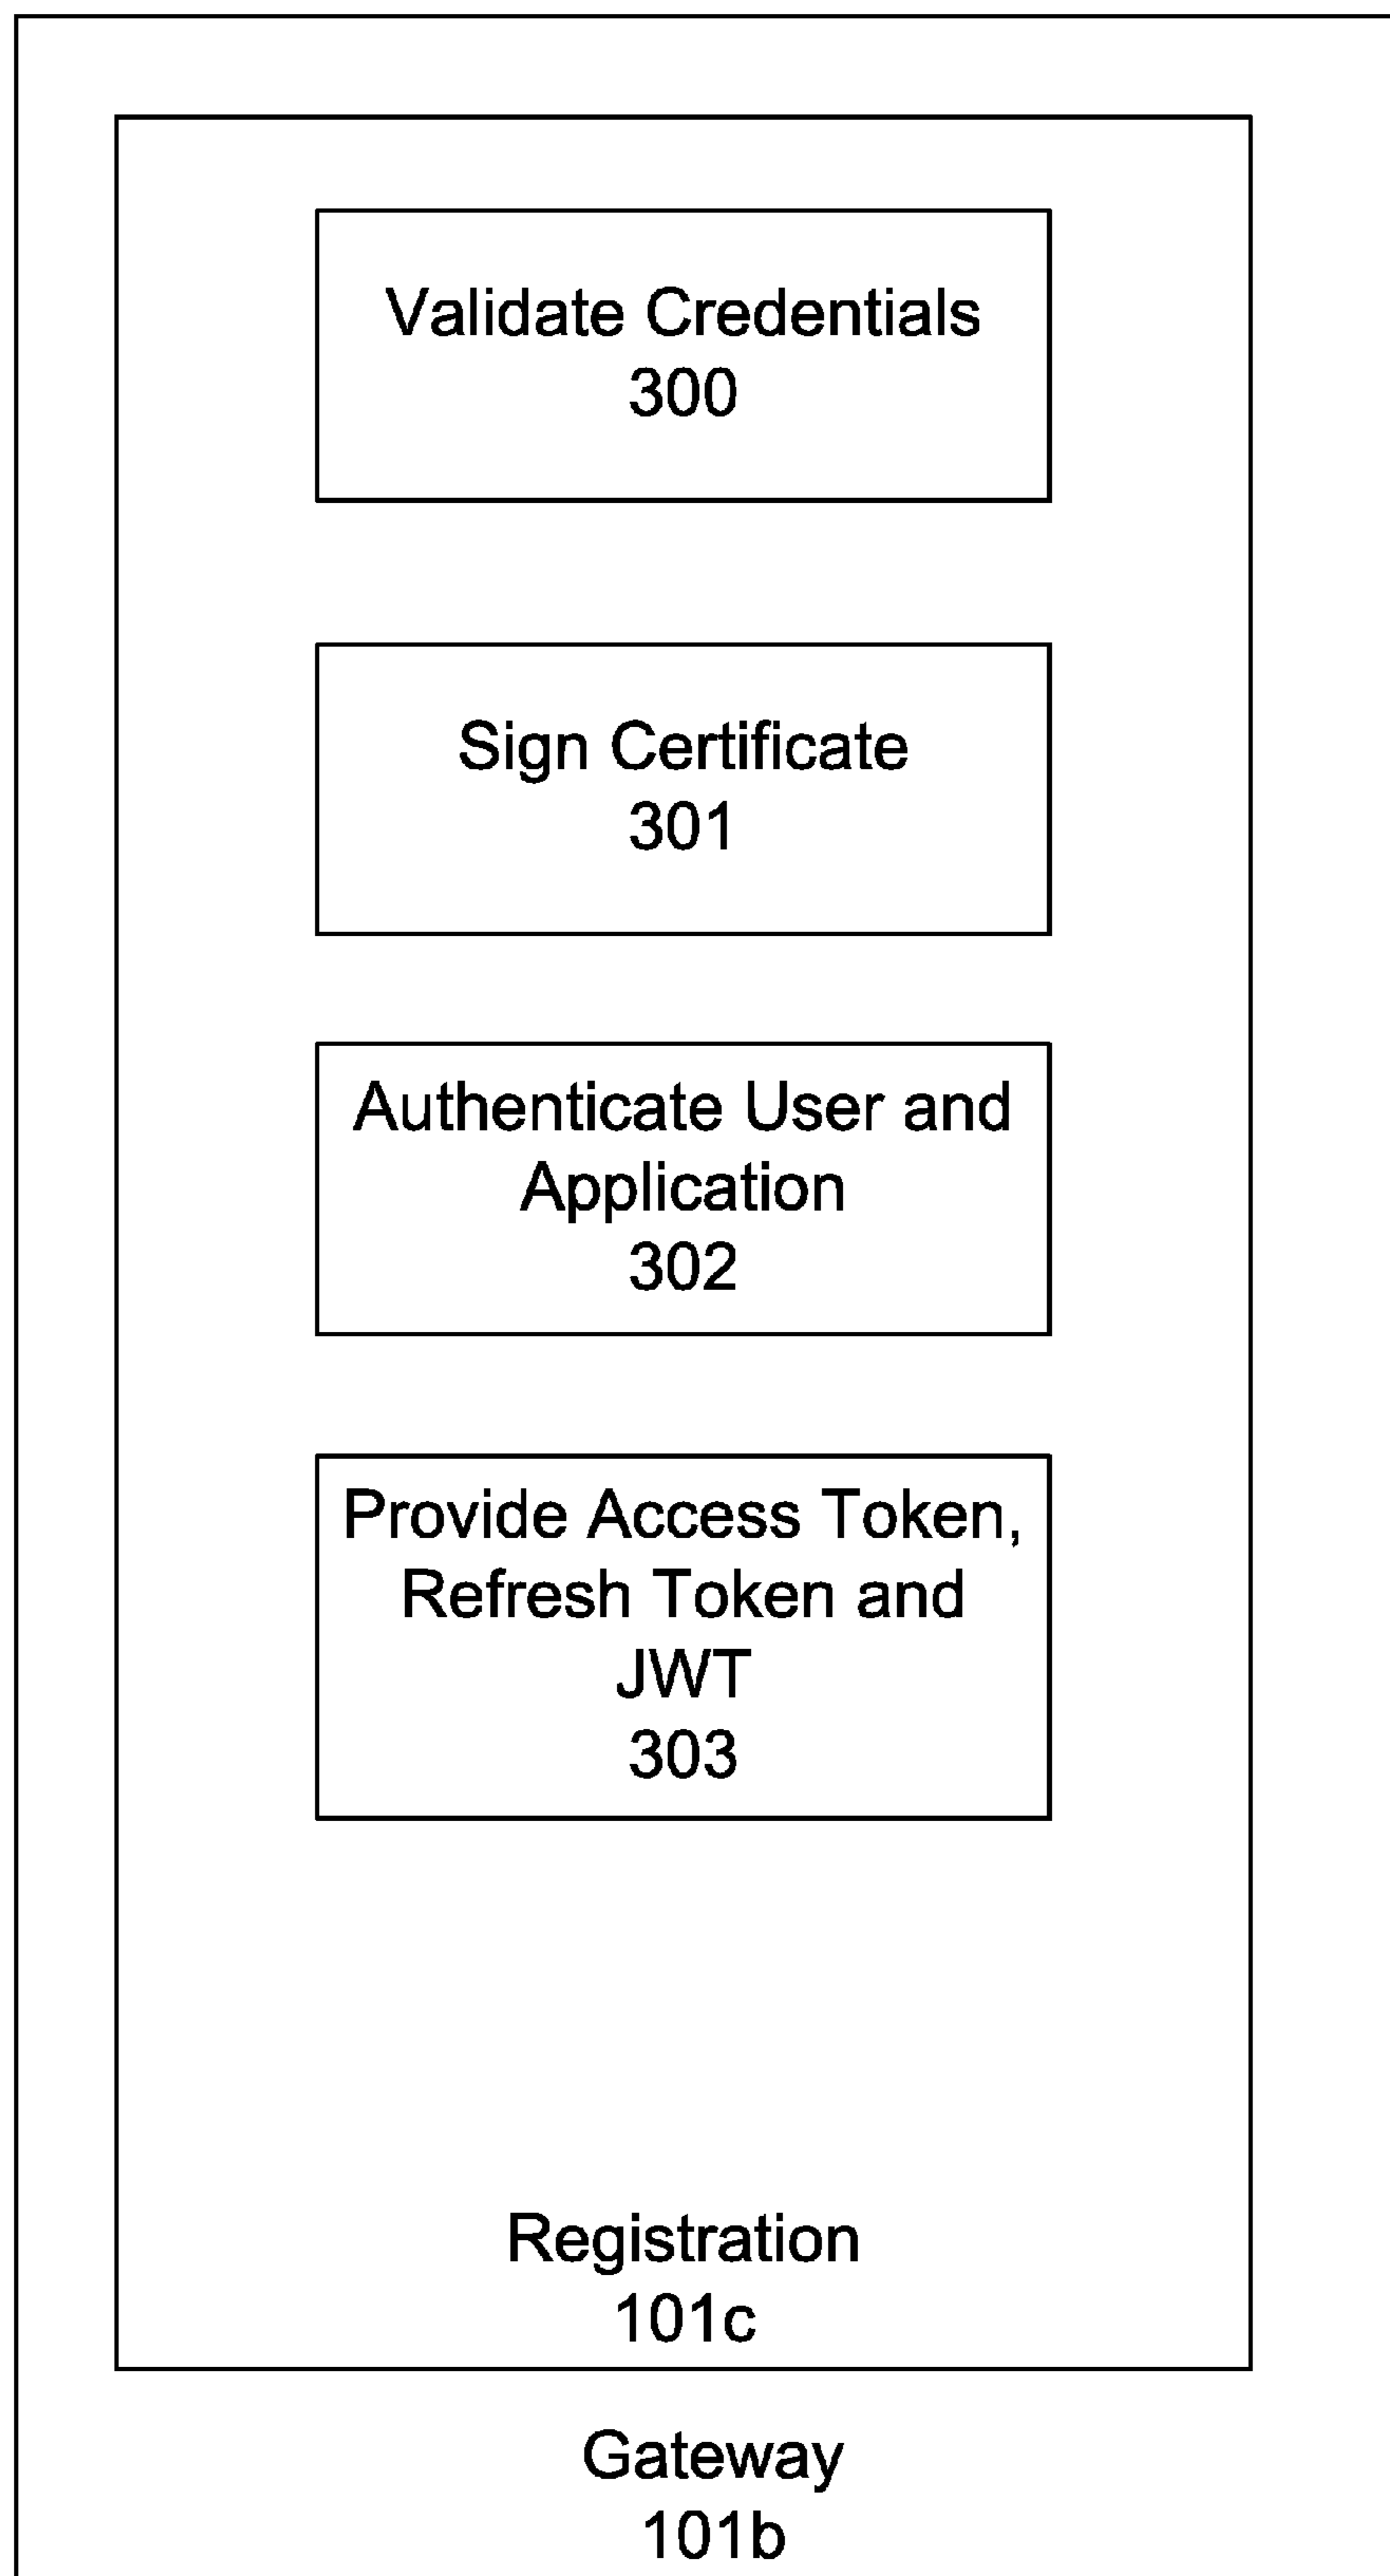 Validate Credentials
300
Sign Certificate
301
Authenticate User and
Application
302
Provide Access Token,
Refresh Token and
JWT
303
Registration
101c
Gateway
101b